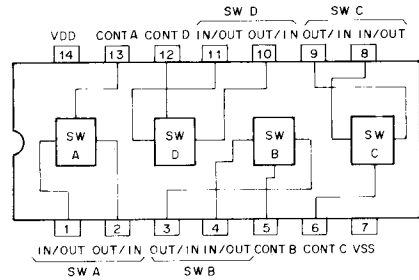 SW D SW C
VDD CONT A CONT D IN/OUT OUT/IN OUT/IN IN/OUT
14 13 12 11 10 9 8
SW A
SW D
SW B
SW C
1 2 3 4 5 6 7
IN/OUT OUT/IN OUT/IN IN/OUT CONT B CONT C VSS
SW A SW B